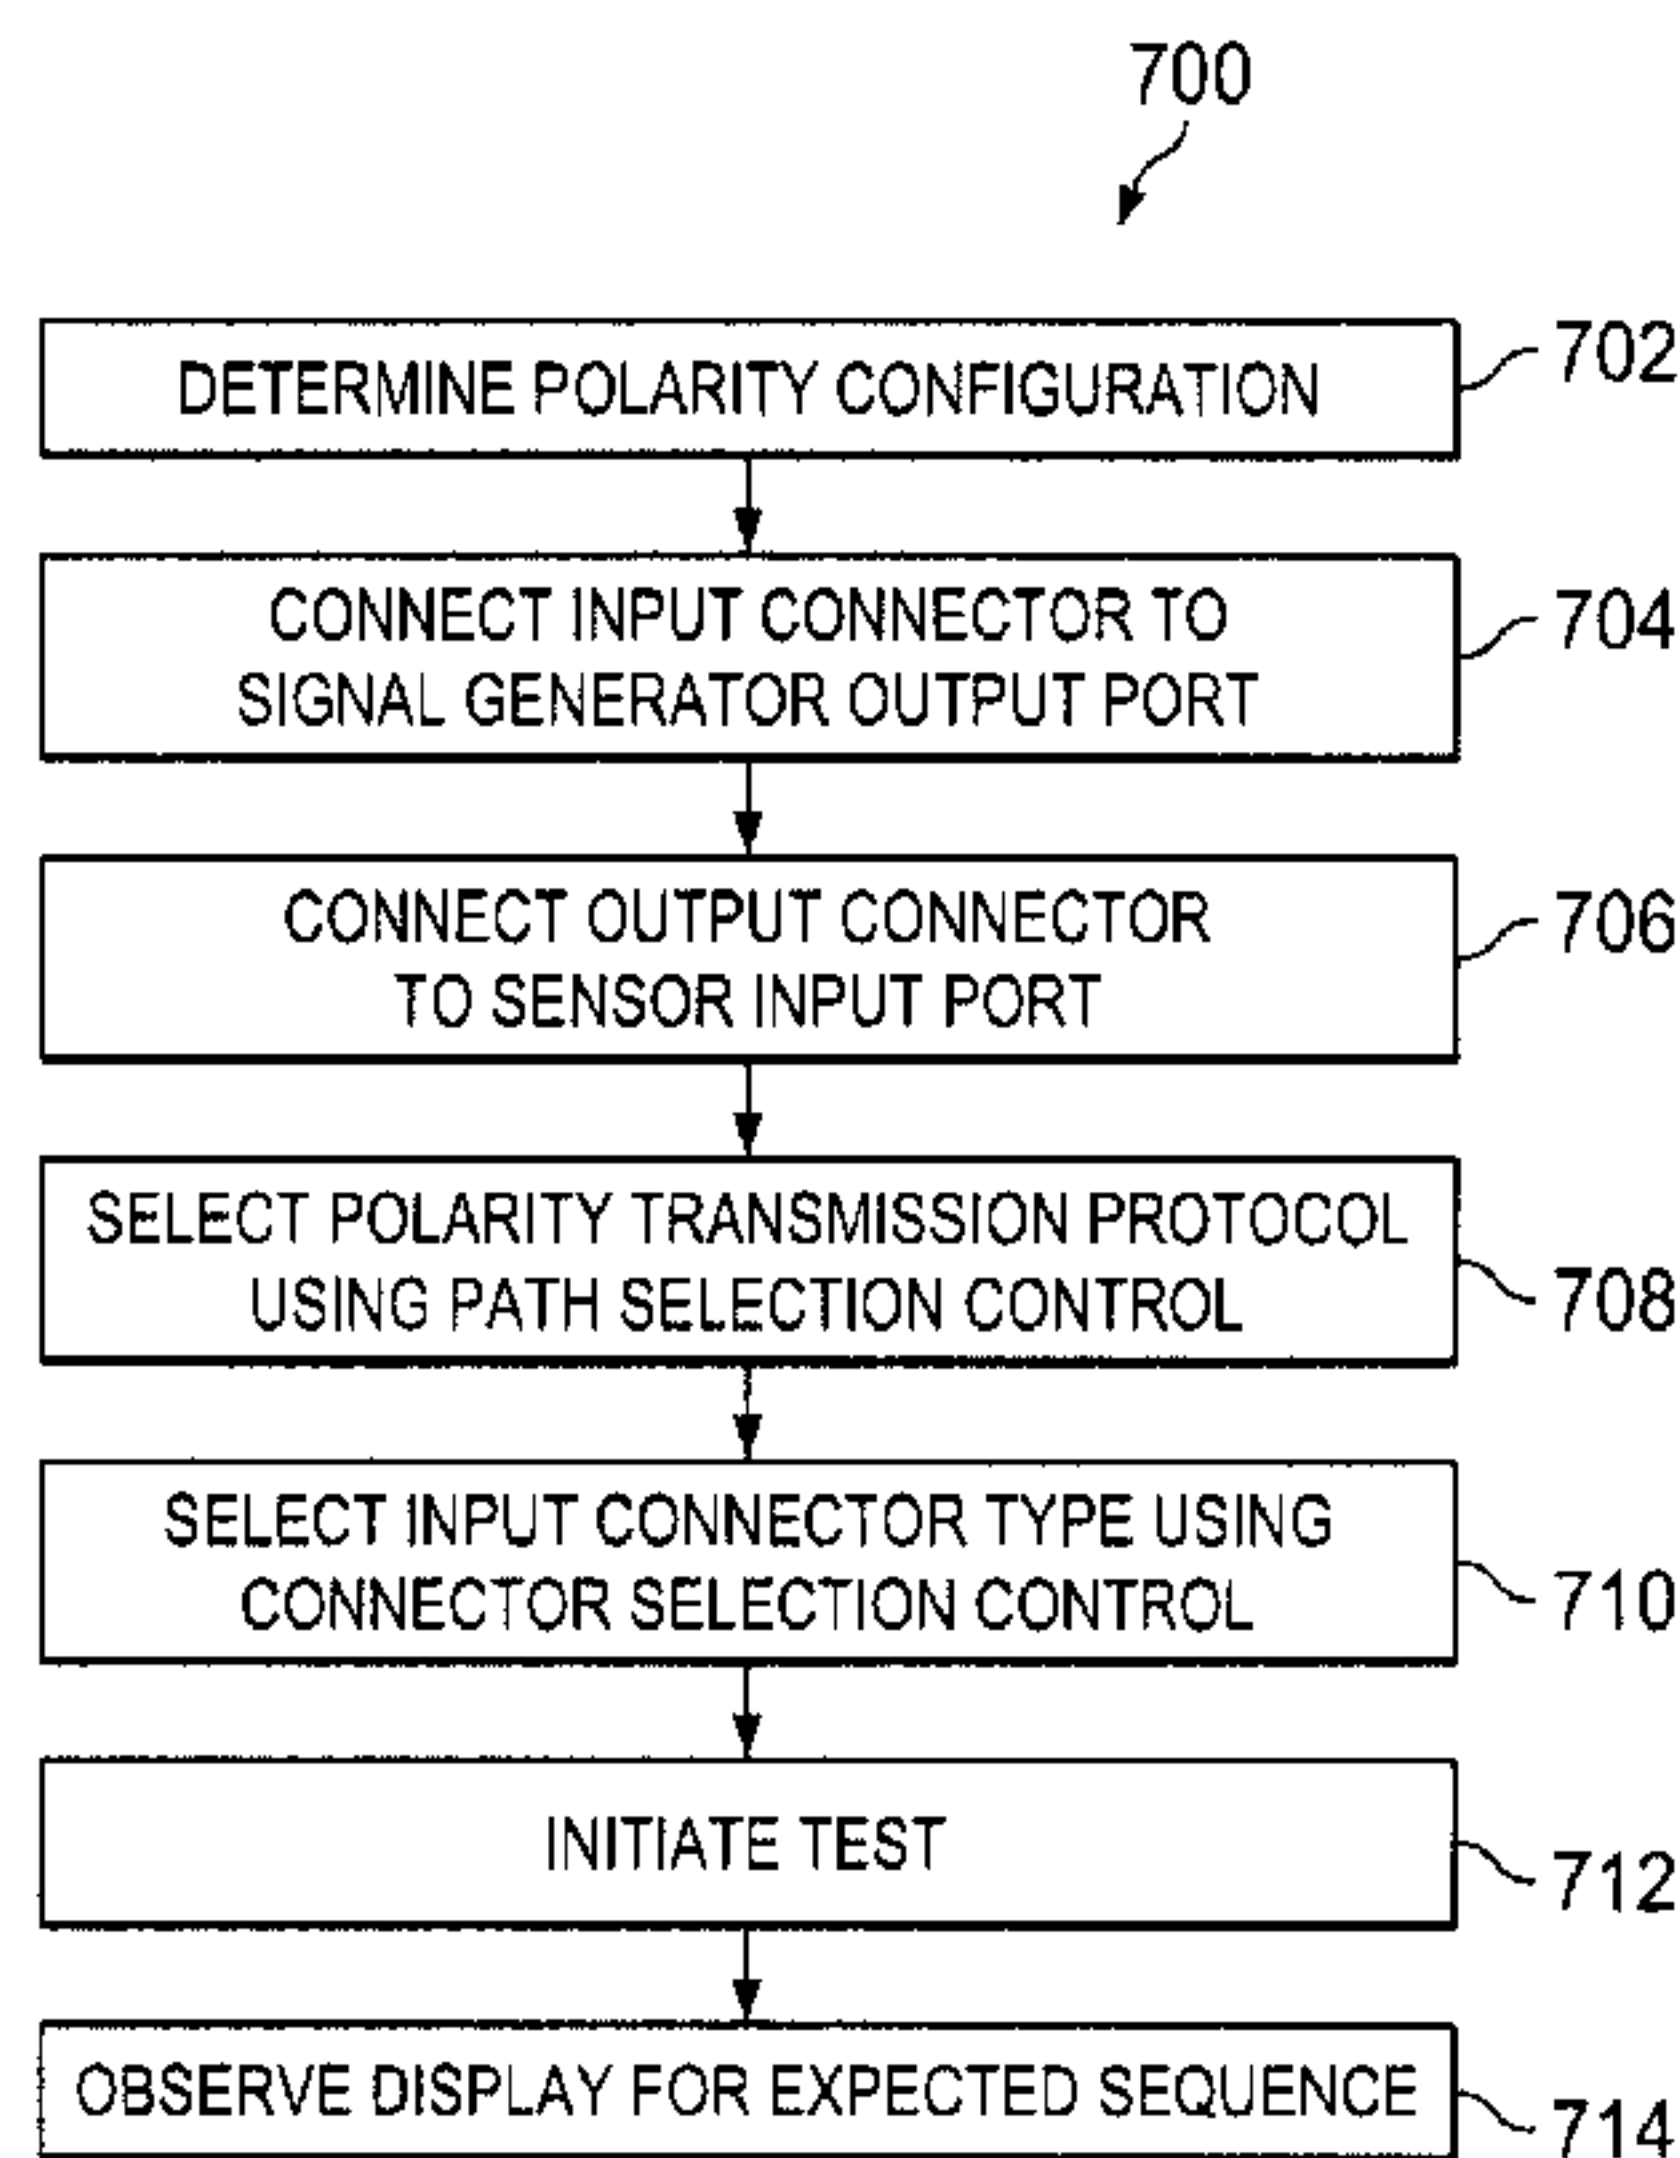 700
DETERMINE POLARITY CONFIGURATION
702
CONNECT INPUT CONNECTOR TO
SIGNAL GENERATOR OUTPUT PORT
704
CONNECT OUTPUT CONNECTOR
TO SENSOR INPUT PORT
706
SELECT POLARITY TRANSMISSION PROTOCOL
USING PATH SELECTION CONTROL
708
SELECT INPUT CONNECTOR TYPE USING
CONNECTOR SELECTION CONTROL
710
INITIATE TEST
712
OBSERVE DISPLAY FOR EXPECTED SEQUENCE
714